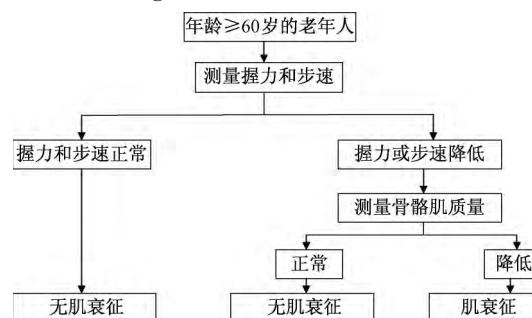 年龄≥60岁的老年人
测量握力和步速
握力和步速正常
握力或步速降低
测量骨骼肌质量
正常
降低
无肌衰征
无肌衰征
肌衰征